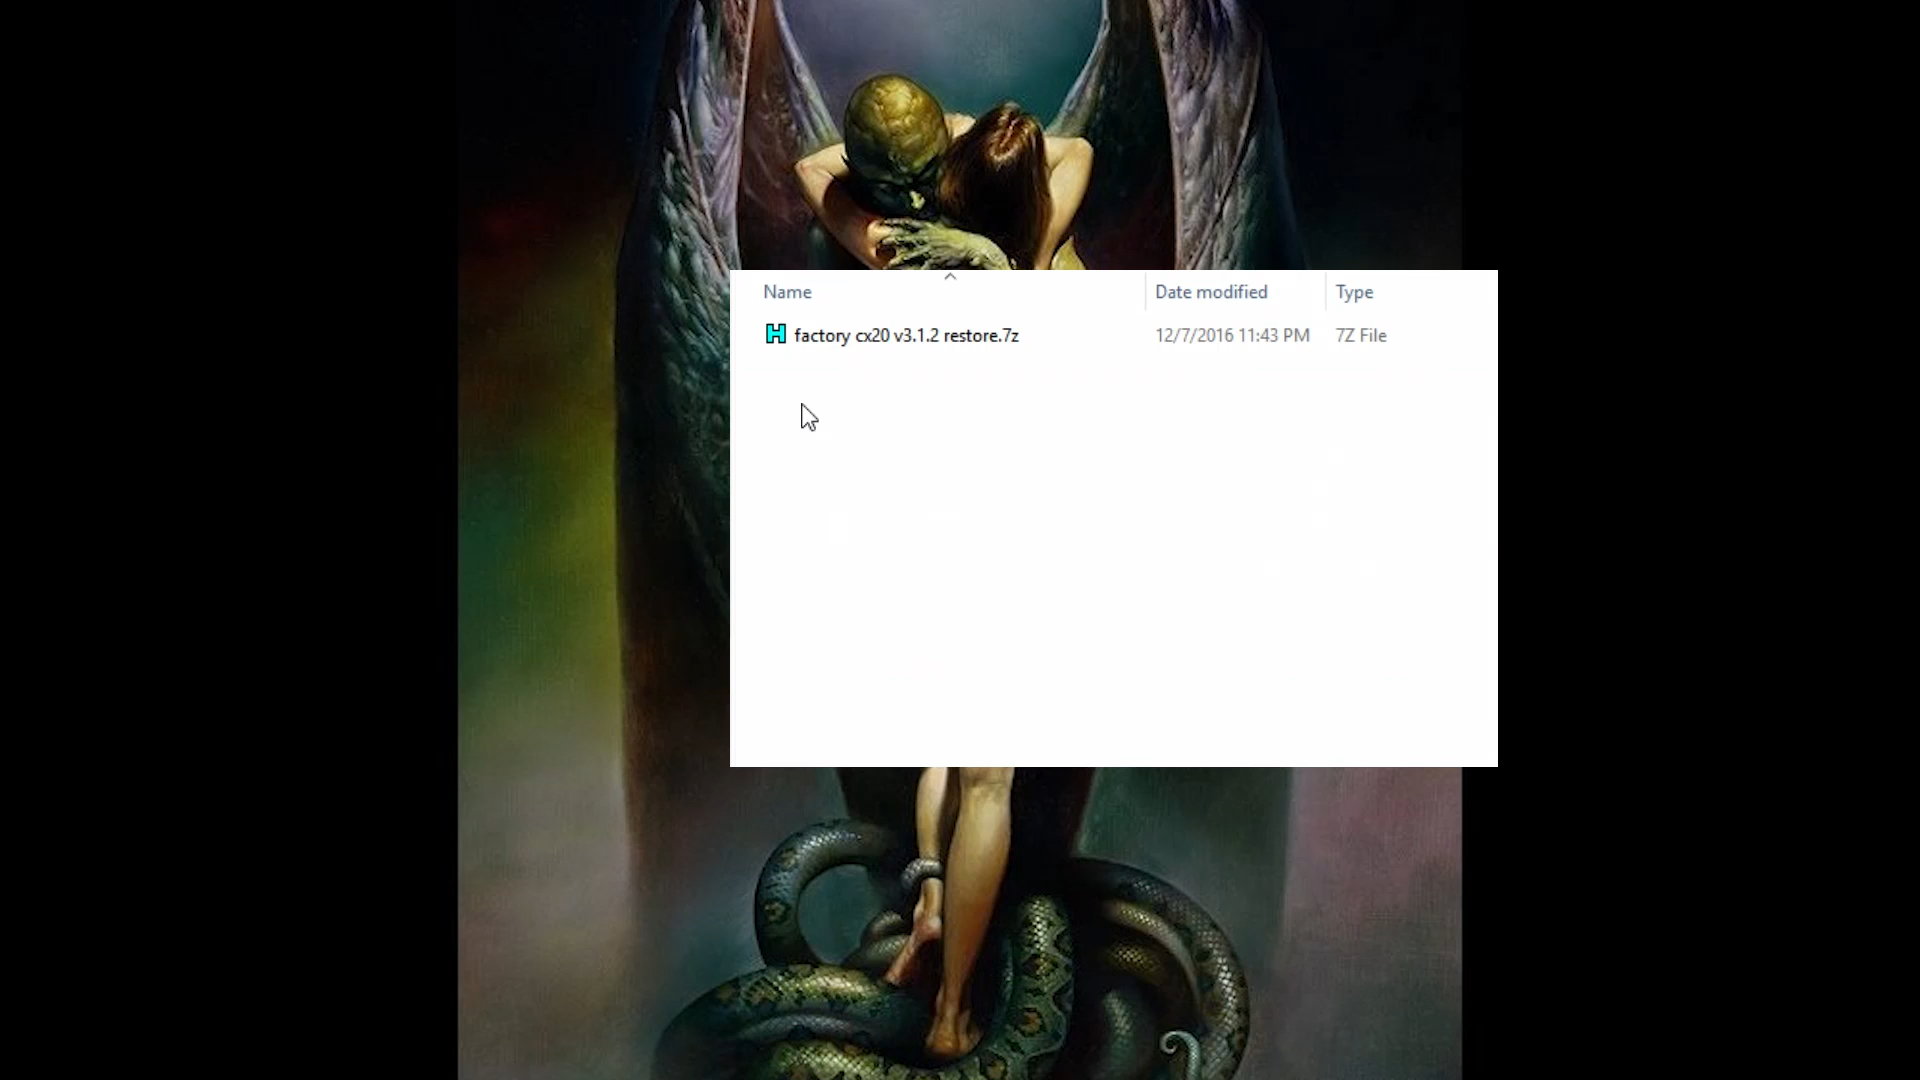 Name Date modified Type
factory cx20 v3.1.2 restore.7z 12/7/2016 11:43 PM 7Z File